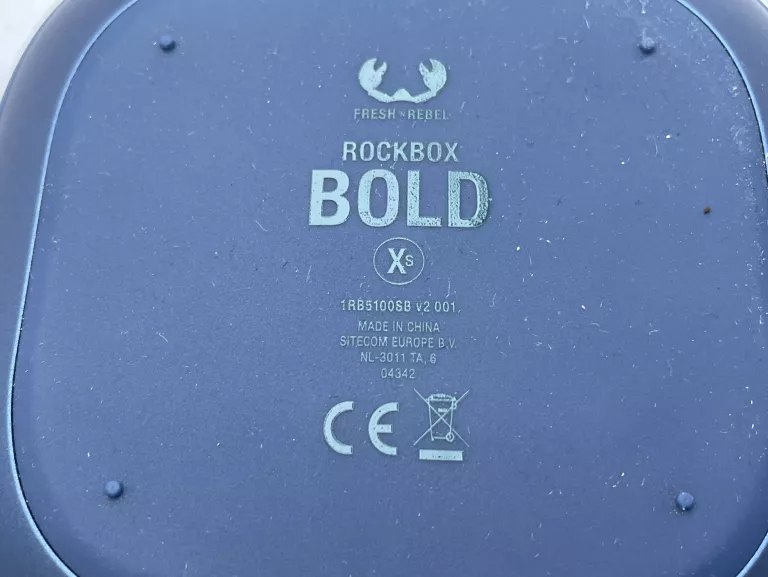 FRESH 'N REBEL
ROCKBOX
BOLD
Xs
1RB5100SB v2 001.
MADE IN CHINA
SITECOM EUROPE B.V.
NL-3011 TA, 6
04342
CE